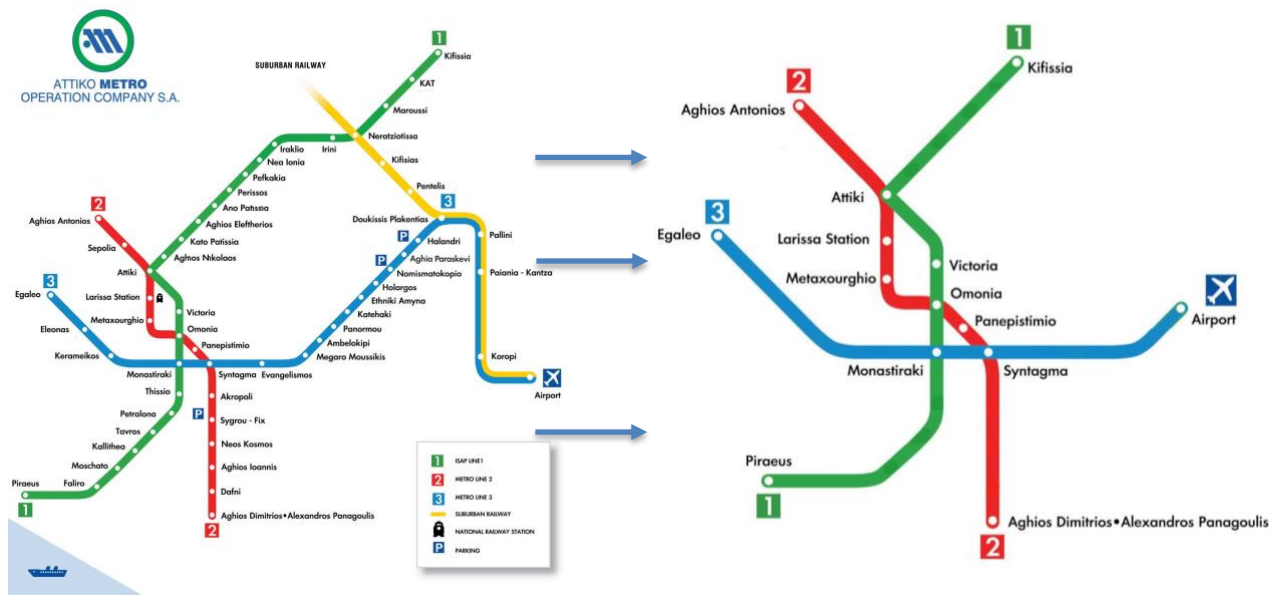 ATTIKO METRO
OPERATION COMPANY S.A.
SUBURBAN RAILWAY
1
Kifissia
KAT
Maroussi
Neratziotissa
Irini
Iraklio
Nea Ionia
Pefkakia
Perissos
Ano Patissia
Aghios Eleftherios
Kato Patissia
Aghios Nikolaos
Kifisias
Pentelis
3
Doukissis Plakentias
P
Halandri
Aghia Paraskevi
P
Nomismatokopio
Holargos
Ethniki Amyna
Katehaki
Panormou
Ambelokipi
Megaro Moussikis
Pallini
Paiania - Kantza
Koropi
Airport
2
Aghios Antonios
Sepolia
Attiki
Larissa Station
Metaxourghio
Victoria
Omonia
Panepistimio
3
Egaleo
Eleonas
Kerameikos
Monastiraki
Syntagma
Evangelismos
Thissio
Petralona
Tavros
Kallithea
Moschato
Faliro
Piraeus
1
Akropoli
P
Sygrou - Fix
Neos Kosmos
Aghios Ioannis
Dafni
Aghios Dimitrios•Alexandros Panagoulis
2
1 ISAP LINE1
2 METRO LINE 2
3 METRO LINE 3
SUBURBAN RAILWAY
NATIONAL RAILWAY STATION
P PARKING
1
Kifissia
2
Aghios Antonios
Attiki
3
Egaleo
Larissa Station
Metaxourghio
Victoria
Omonia
Panepistimio
Airport
Monastiraki
Syntagma
Piraeus
1
Aghios Dimitrios•Alexandros Panagoulis
2